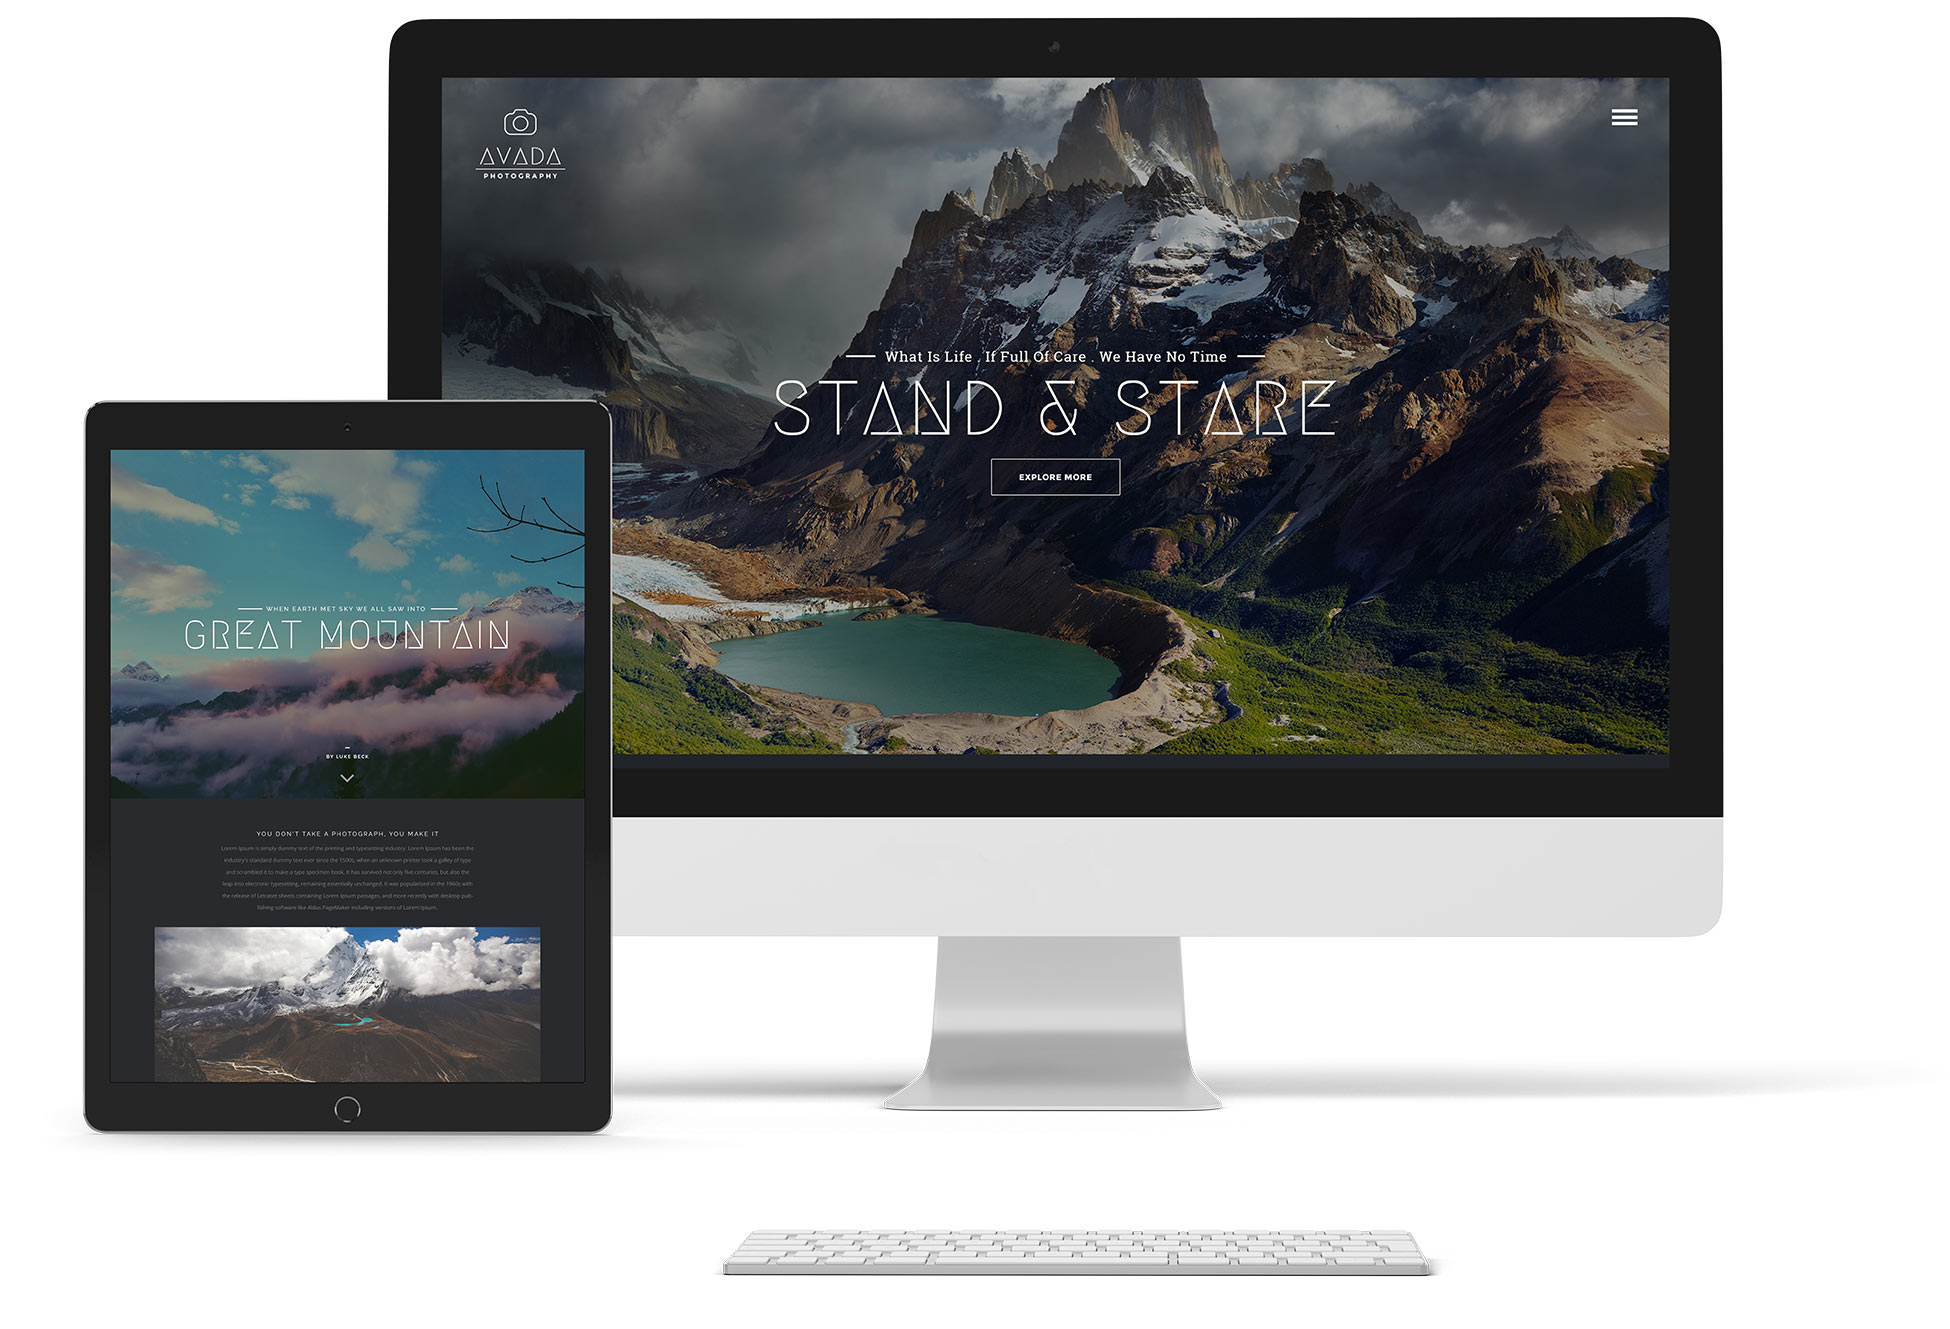 AVADA
PHOTOGRAPHY
What Is Life . If Full Of Care . We Have No Time
STAND & STARE
EXPLORE MORE
WHEN EARTH MET SKY WE ALL SAW INTO
GREAT MOUNTAIN
BY LUKE BECK
YOU DON'T TAKE A PHOTOGRAPH, YOU MAKE IT
Lorem Ipsum is simply dummy text of the printing and typesetting industry. Lorem Ipsum has been the
industry's standard dummy text ever since the 1500s, when an unknown printer took a galley of type
and scrambled it to make a type specimen book. It has survived not only five centuries, but also the
leap into electronic typesetting, remaining essentially unchanged. It was popularised in the 1960s with
the release of Letraset sheets containing Lorem Ipsum passages, and more recently with desktop pub-
lishing software like Aldus PageMaker including versions of Lorem Ipsum.